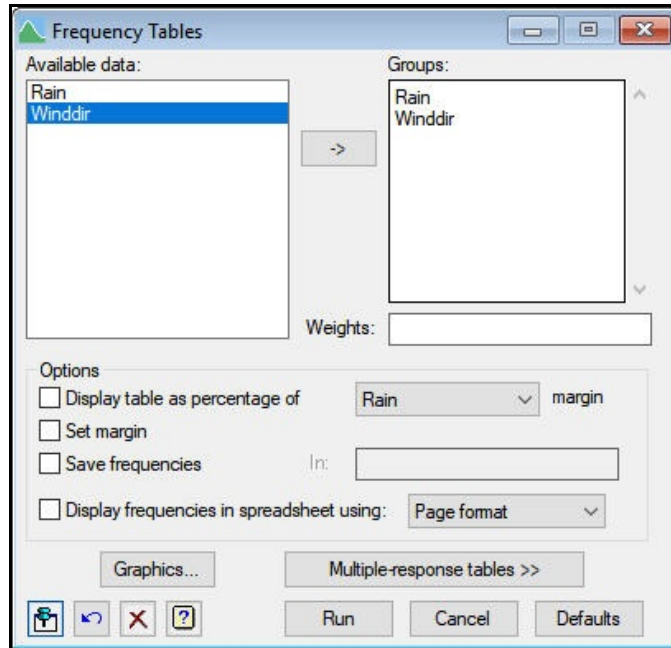 Frequency Tables
Available data:
Groups:
Rain
Winddir
->
Rain
Winddir
Weights:
Options
Display table as percentage of
Rain
margin
Set margin
Save frequencies
In:
Display frequencies in spreadsheet using:
Page format
Graphics...
Multiple-response tables >>
?
Run
Cancel
Defaults